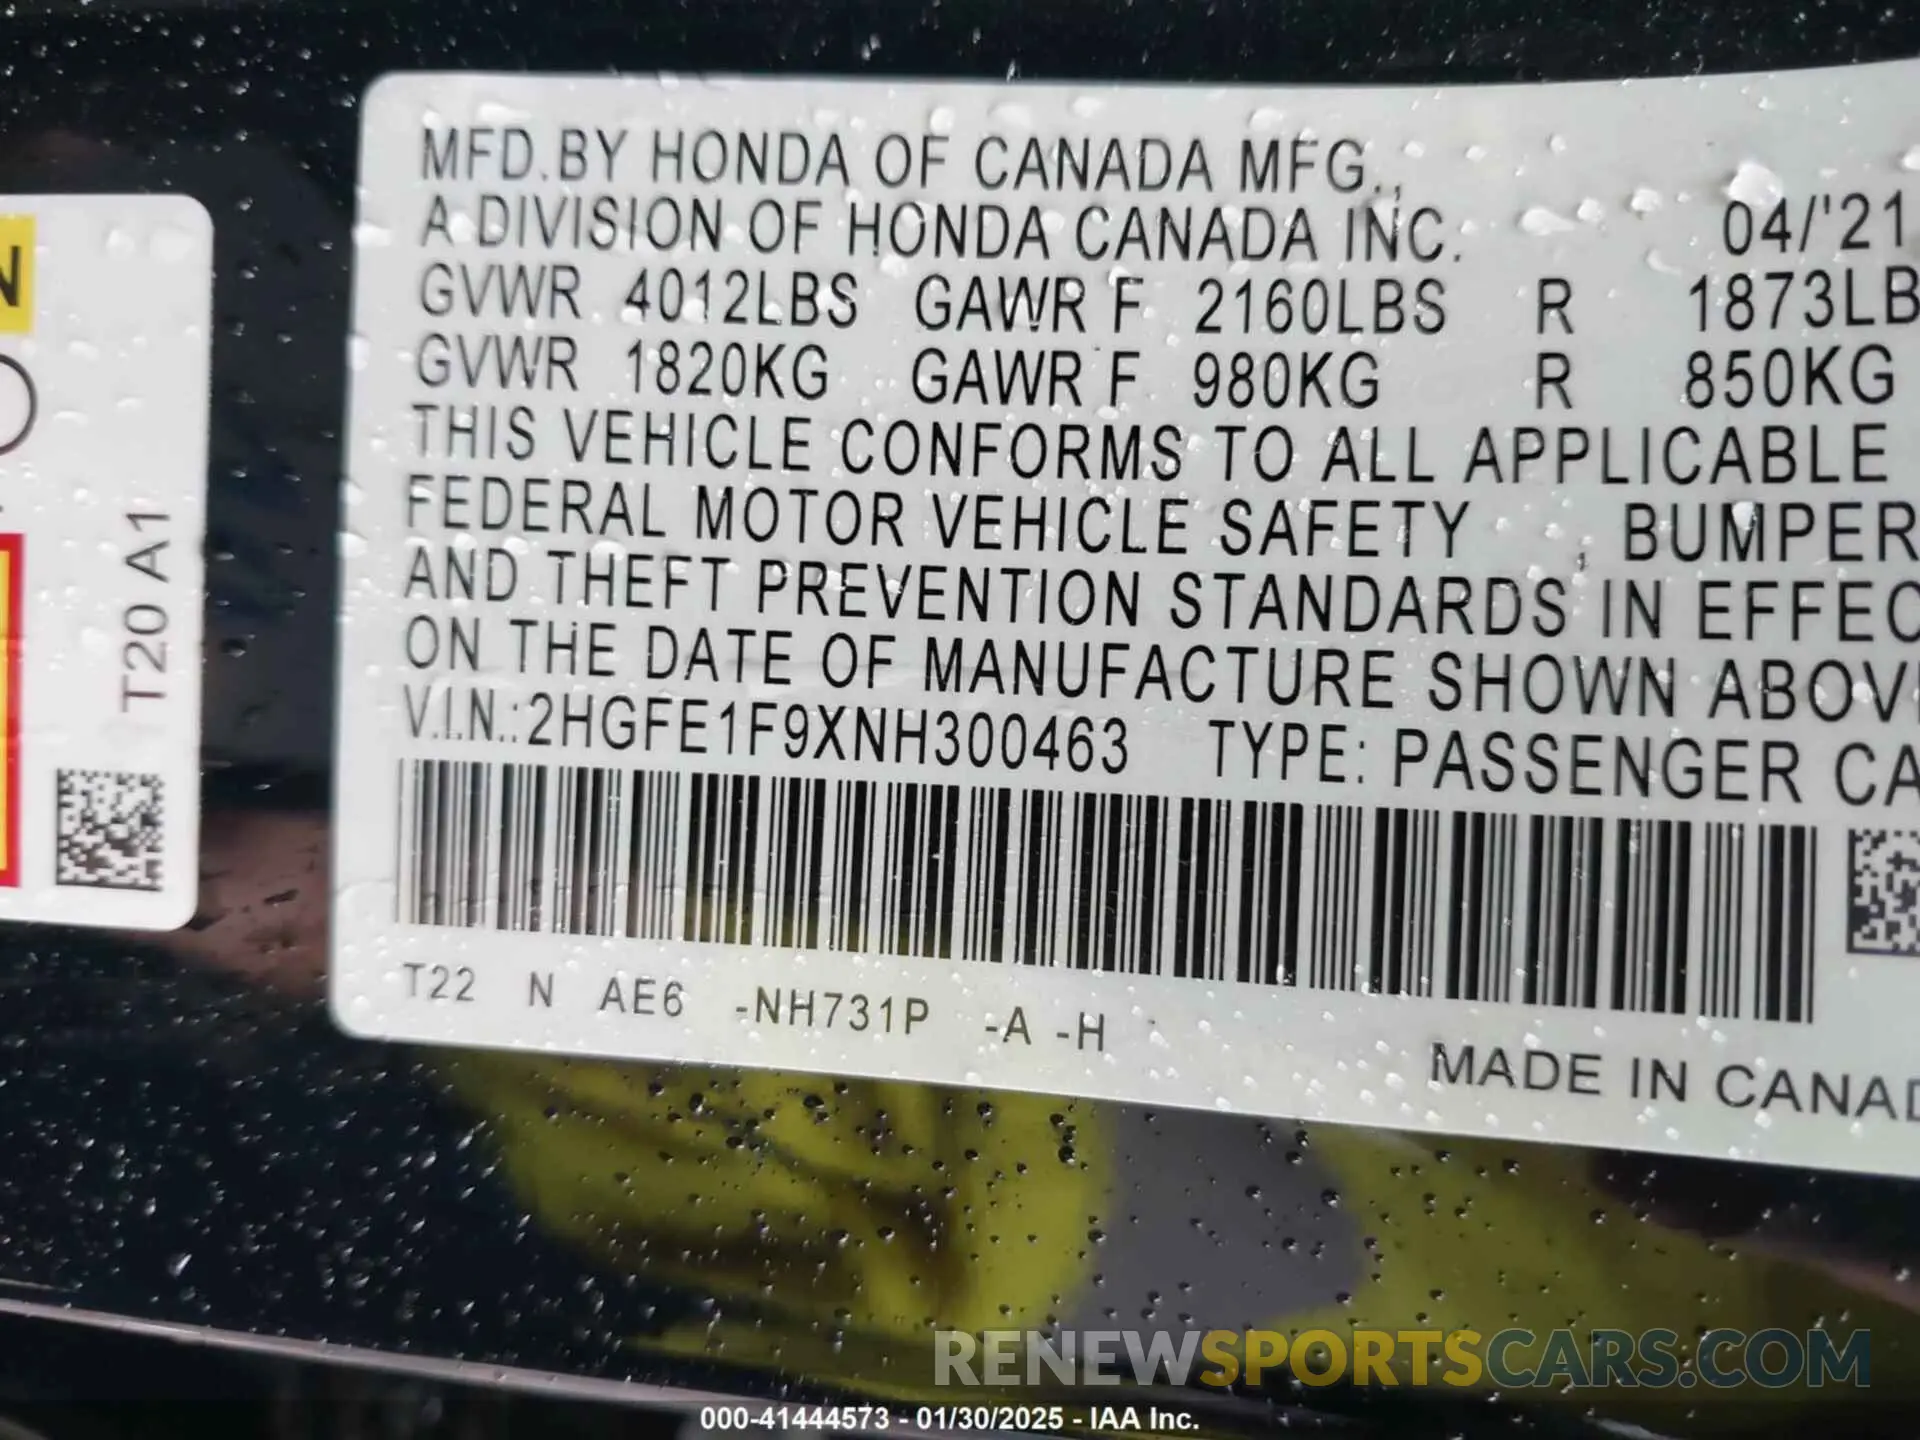 MFD.BY HONDA OF CANADA MFG.,
A DIVISION OF HONDA CANADA INC. 04/'21
GVWR 4012LBS GAWR F 2160LBS R 1873LB
GVWR 1820KG GAWR F 980KG R 850KG
THIS VEHICLE CONFORMS TO ALL APPLICABLE
FEDERAL MOTOR VEHICLE SAFETY , BUMPER
AND THEFT PREVENTION STANDARDS IN EFFEC
ON THE DATE OF MANUFACTURE SHOWN ABOV
V.I.N.:2HGFE1F9XNH300463 TYPE: PASSENGER CA
T22 N AE6 -NH731P -A -H
MADE IN CANAD
N
T20 A1
RENEWSPORTSCARS.COM
000-41444573 - 01/30/2025 - IAA Inc.